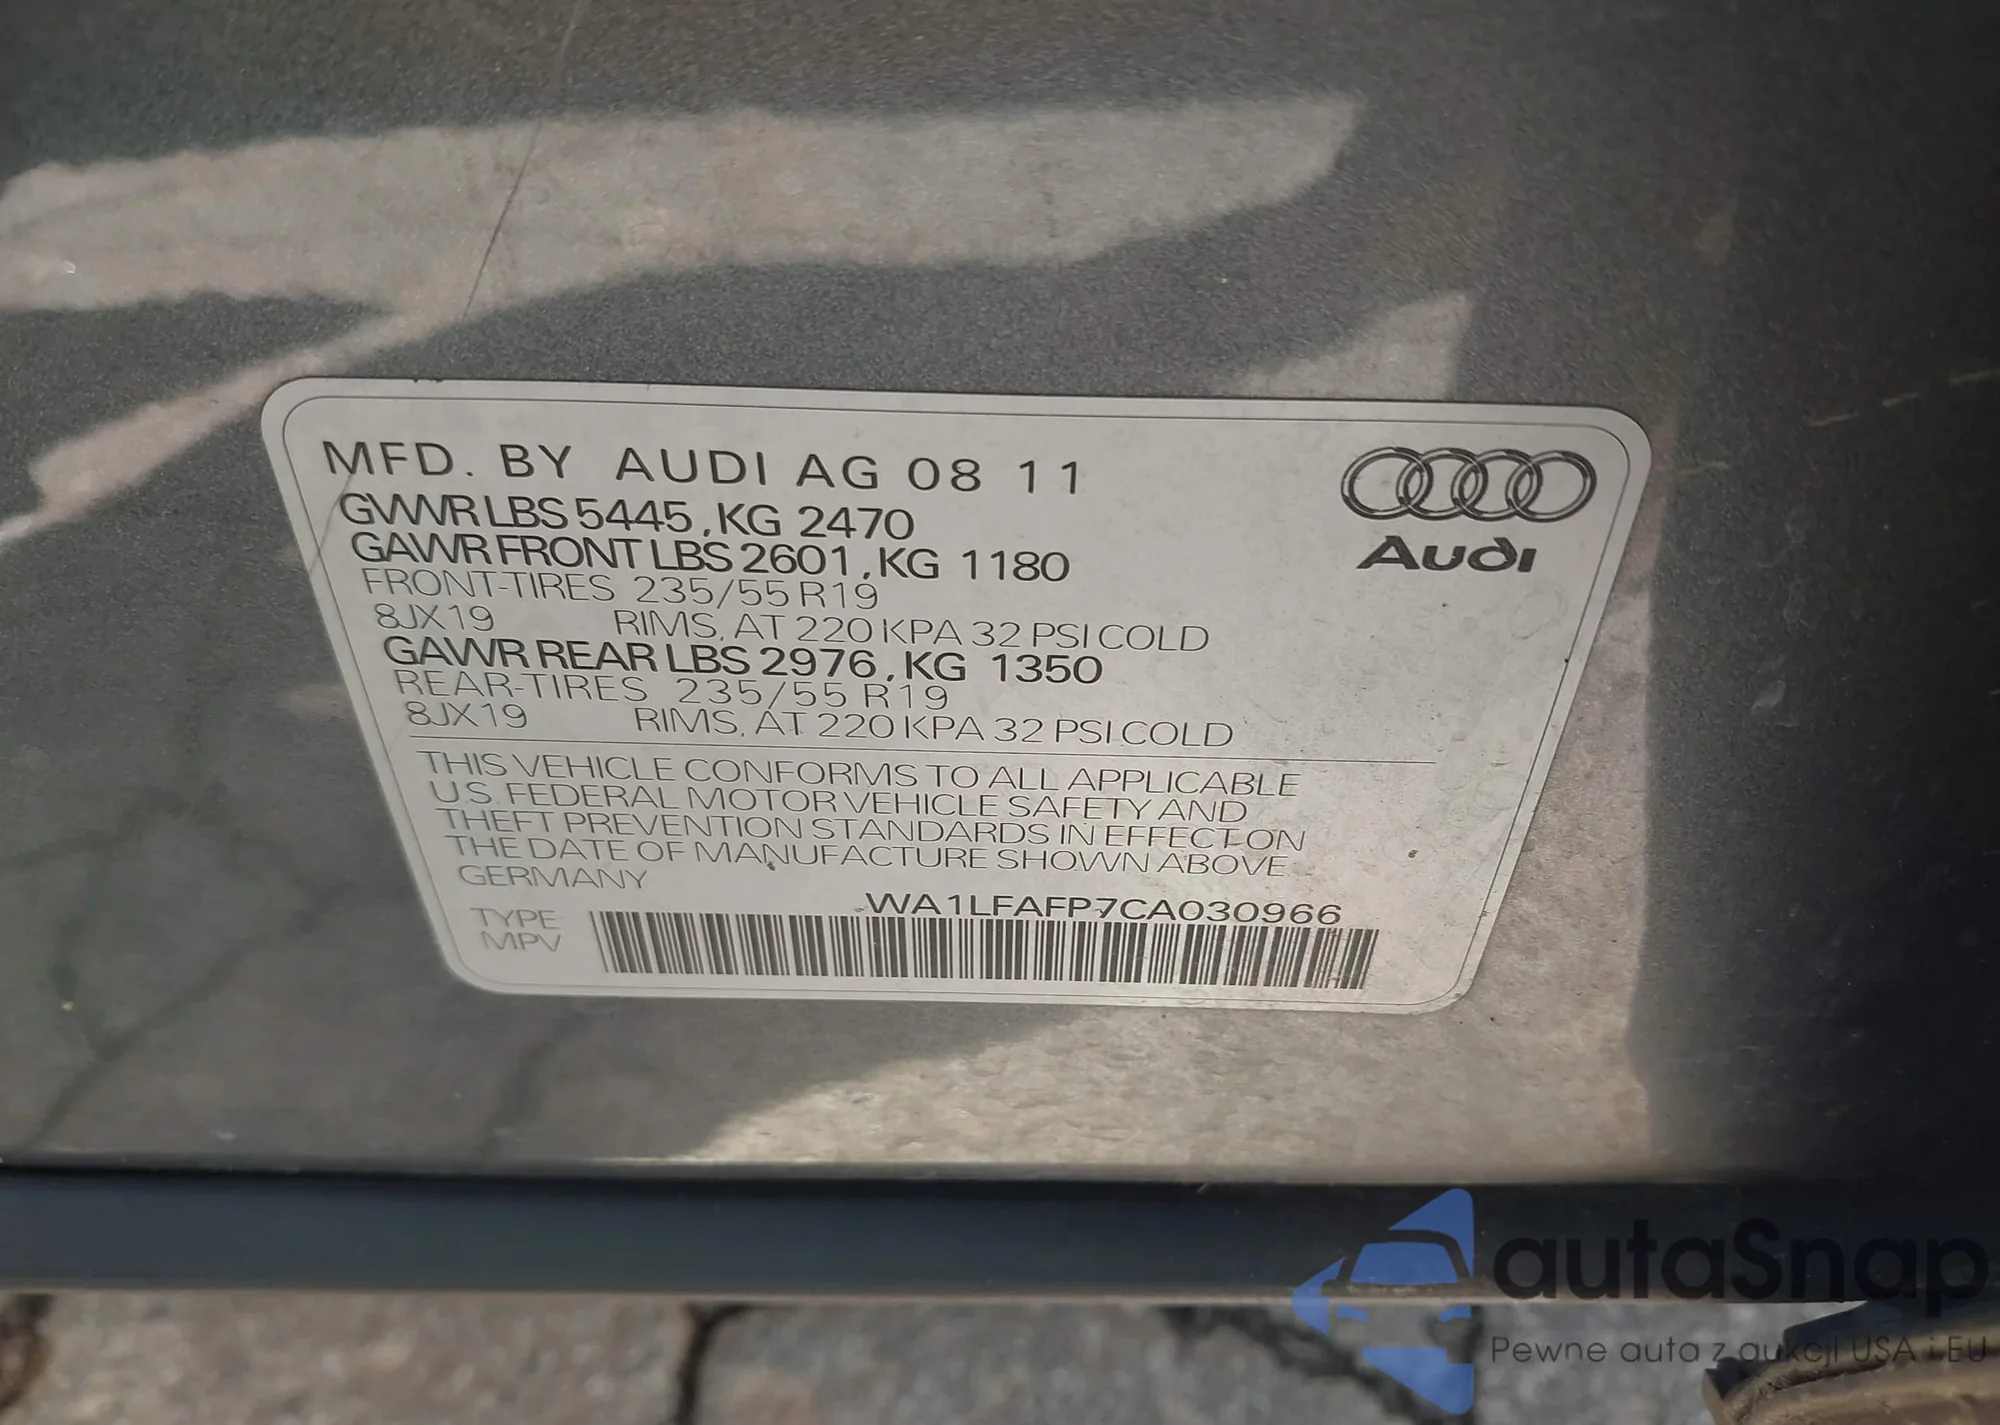 MFD. BY AUDI AG 08 11
GVWR LBS 5445, KG 2470
GAWR FRONT LBS 2601, KG 1180
FRONT-TIRES 235/55 R19
8JX19 RIMS, AT 220 KPA 32 PSI COLD
GAWR REAR LBS 2976, KG 1350
REAR-TIRES 235/55 R19
8JX19 RIMS, AT 220 KPA 32 PSI COLD
Audi
THIS VEHICLE CONFORMS TO ALL APPLICABLE
U.S. FEDERAL MOTOR VEHICLE SAFETY AND
THEFT PREVENTION STANDARDS IN EFFECT ON
THE DATE OF MANUFACTURE SHOWN ABOVE
GERMANY
WA1LFAFP7CA030966
TYPE
MPV
autaSnap
Pewne auta z aukcji USA i EU